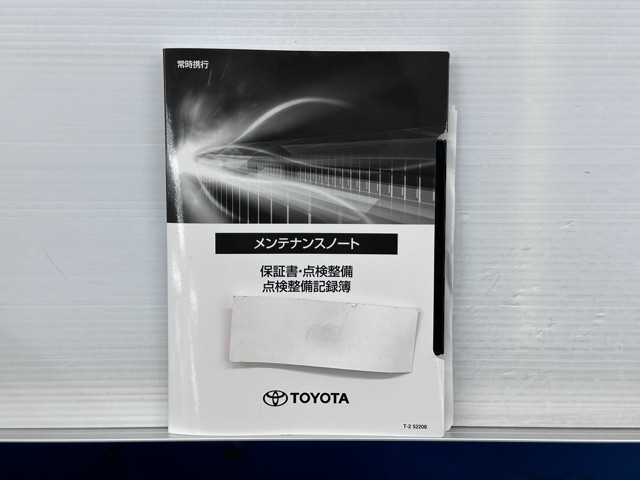 常時携行
メンテナンスノート
保証書・点検整備
点検整備記録簿
TOYOTA
T-2 52208